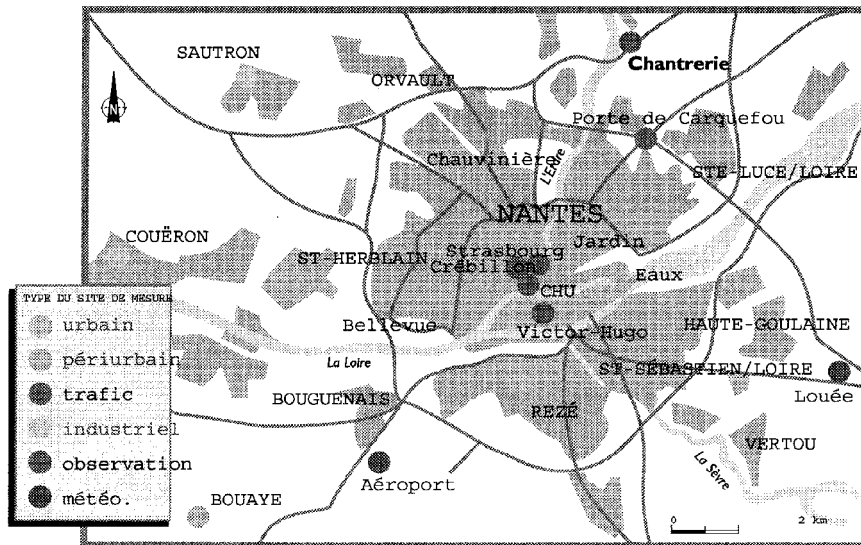 SAUTRON
ORVAULT
Chantrerie
N
Porte de Carquefou
Chauvinière
L'Erdre
STE-LUCE/LOIRE
NANTES
COUËRON
Jardin
Strasbourg
ST-HERBLAIN
Crébillon
Eaux
CHU
TYPE DU SITE DE MESURE
urbain
périurbain
trafic
industriel
observation
météo.
Bellevue
Victor-Hugo
HAUTE-GOULAINE
La Loire
ST-SÉBASTIEN/LOIRE
Louée
BOUGUENAIS
REZÉ
VERTOU
La Sèvre
Aéroport
BOUAYE
0 2 km